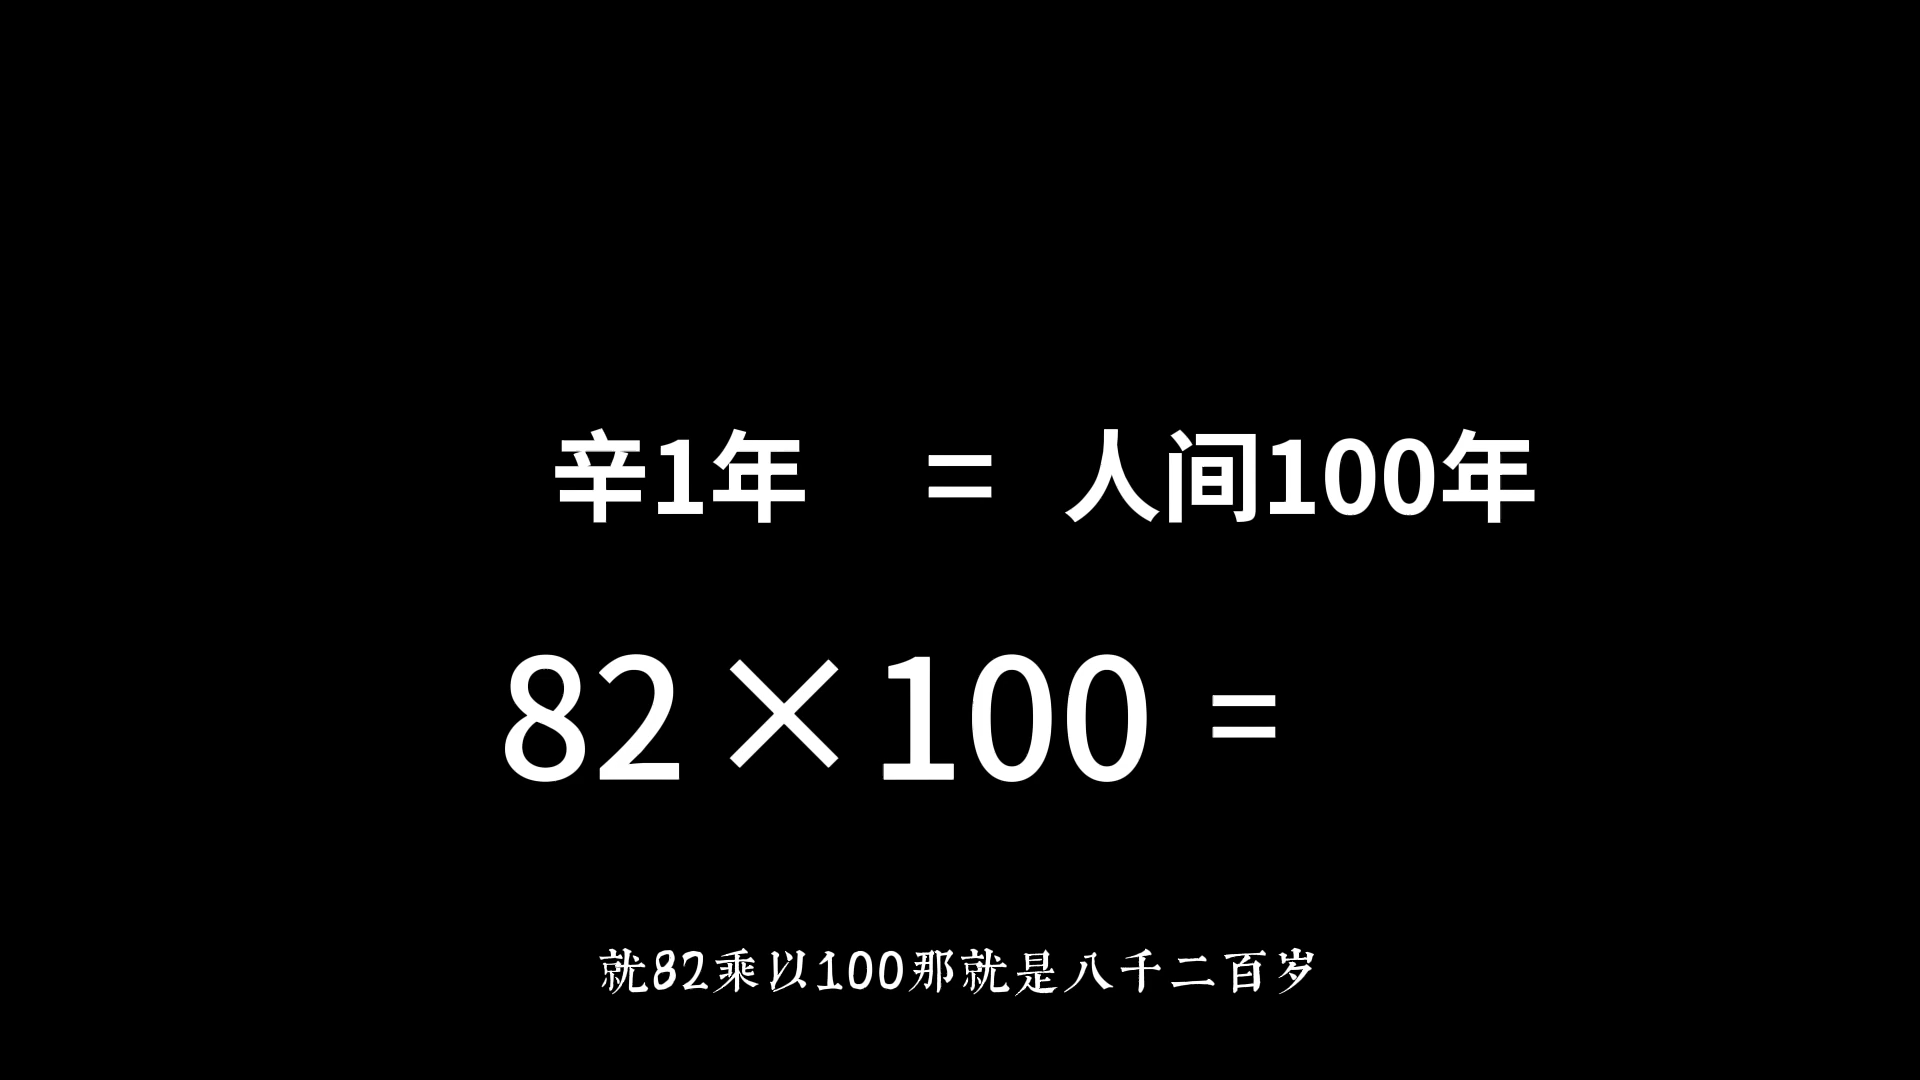 辛1年 = 人间100年
82×100 =
就82乘以100那就是八千二百岁